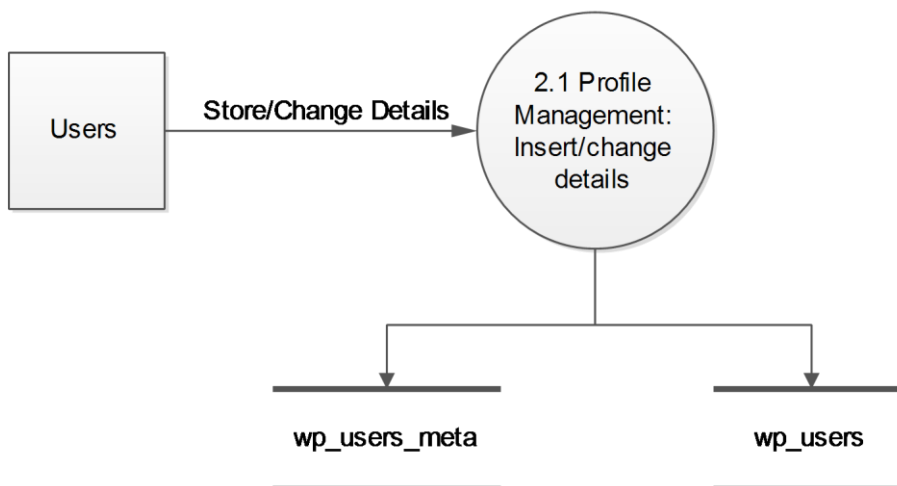 Users
Store/Change Details
2.1 Profile
Management:
Insert/change
details
wp_users_meta
wp_users